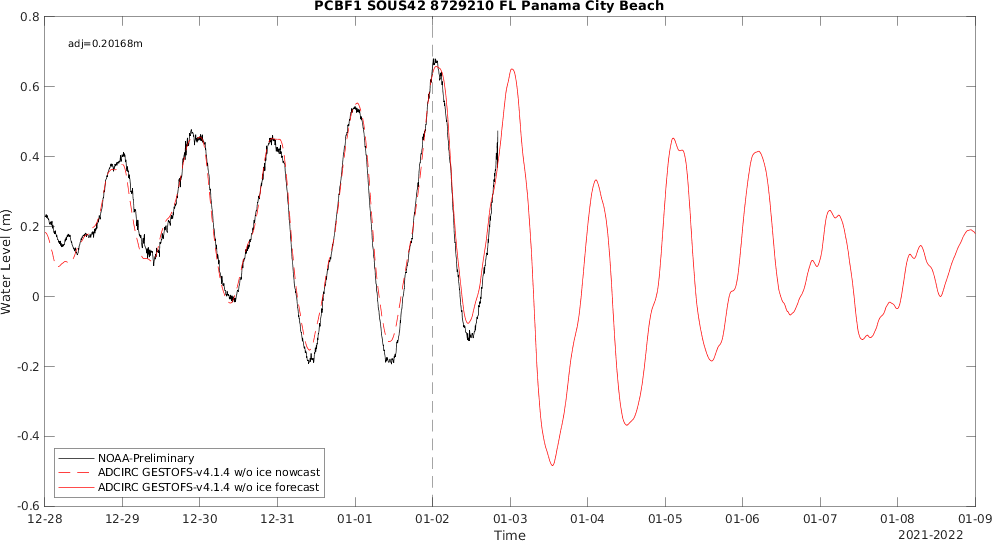 PCBF1 SOUS42 8729210 FL Panama City Beach
adj=0.20168m
0.8
0.6
0.4
0.2
0
-0.2
-0.4
-0.6
Water Level (m)
NOAA-Preliminary
ADCIRC GESTOFS-v4.1.4 w/o ice nowcast
ADCIRC GESTOFS-v4.1.4 w/o ice forecast
12-28 12-29 12-30 12-31 01-01 01-02 01-03 01-04 01-05 01-06 01-07 01-08 01-09
Time
2021-2022